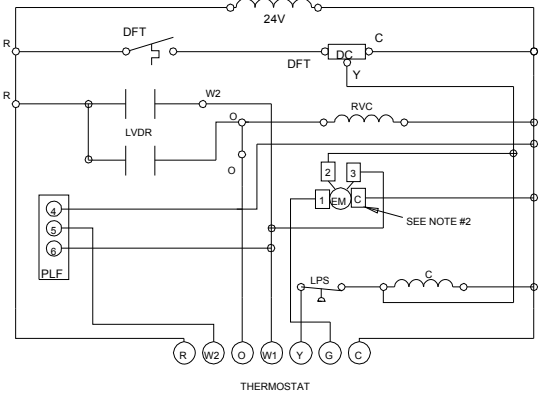 24V
DFT
C
R
DFT
DC
Y
R
W2
RVC
O
LVDR
O
2
3
1
EM
C
4
SEE NOTE #2
5
6
PLF
LPS
C
R
W2
O
W1
Y
G
C
THERMOSTAT